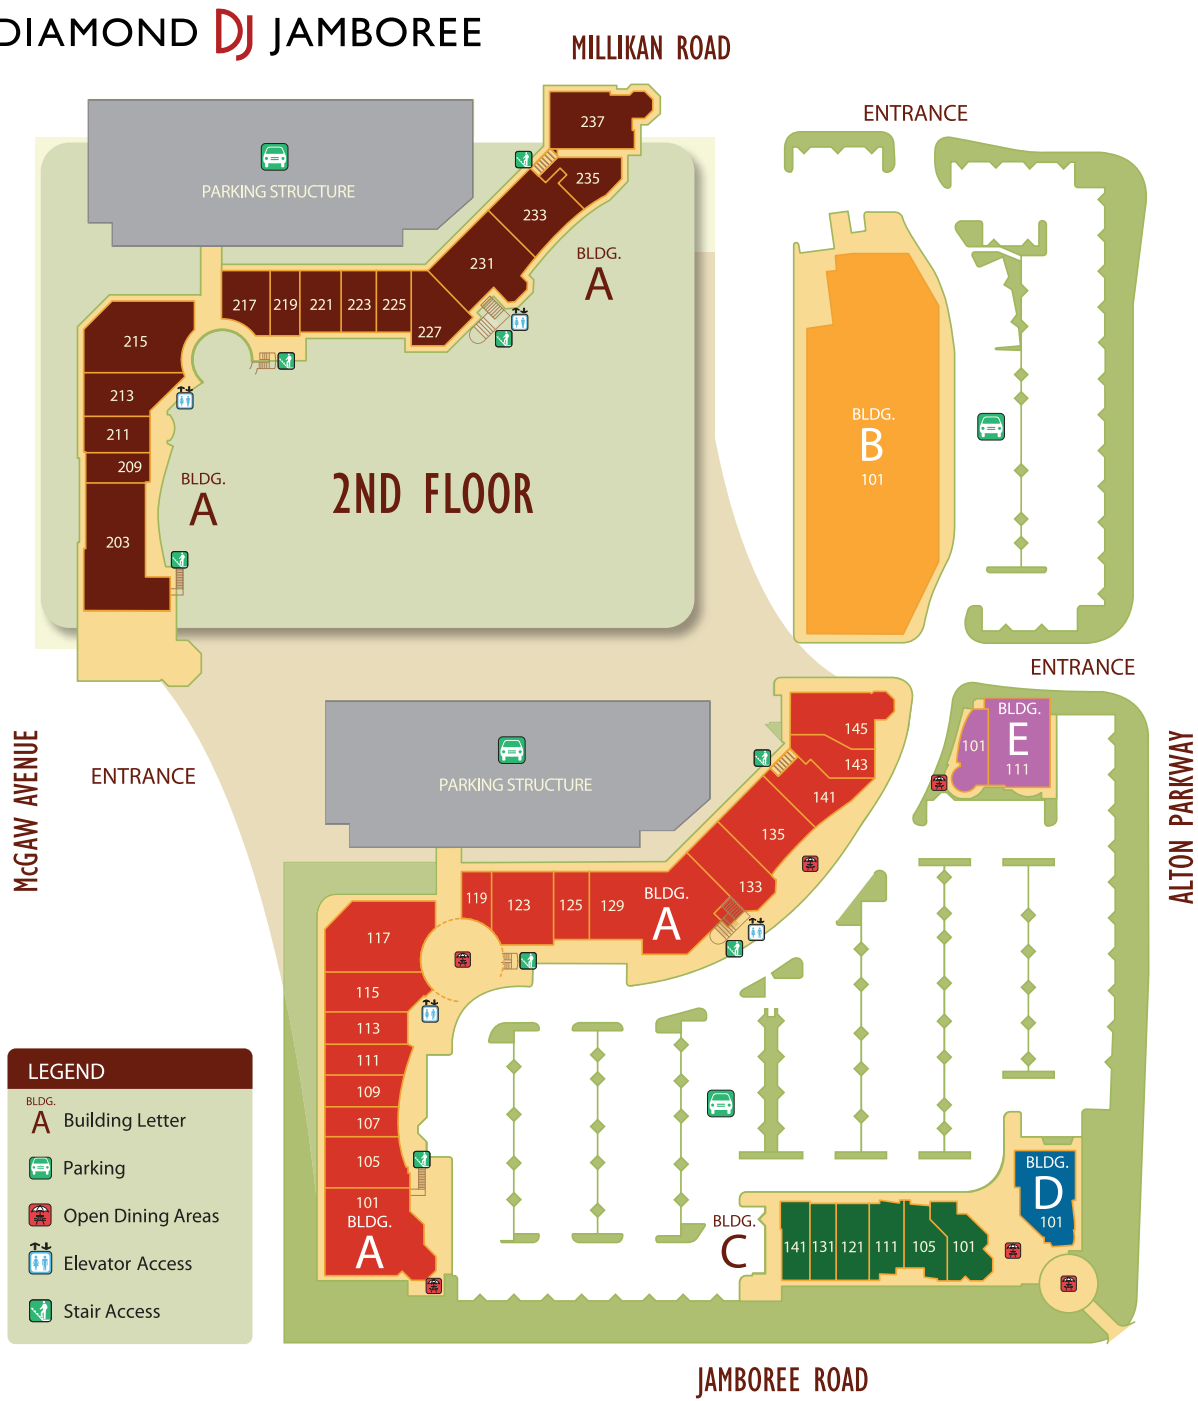 DIAMOND DJ JAMBOREE
MILLIKAN ROAD
ENTRANCE
237
PARKING STRUCTURE
235
233
231
BLDG.
A
217
219
221
223
225
227
215
213
211
209
203
BLDG.
A
2ND FLOOR
BLDG.
B
101
ENTRANCE
McGAW AVENUE
ENTRANCE
ALTON PARKWAY
PARKING STRUCTURE
145
143
141
135
133
BLDG.
E
101
111
119
123
125
129
BLDG.
A
117
115
113
111
109
107
105
101
BLDG.
A
BLDG.
D
101
BLDG.
C
141
131
121
111
105
101
LEGEND
BLDG.
A Building Letter
Parking
Open Dining Areas
Elevator Access
Stair Access
JAMBOREE ROAD